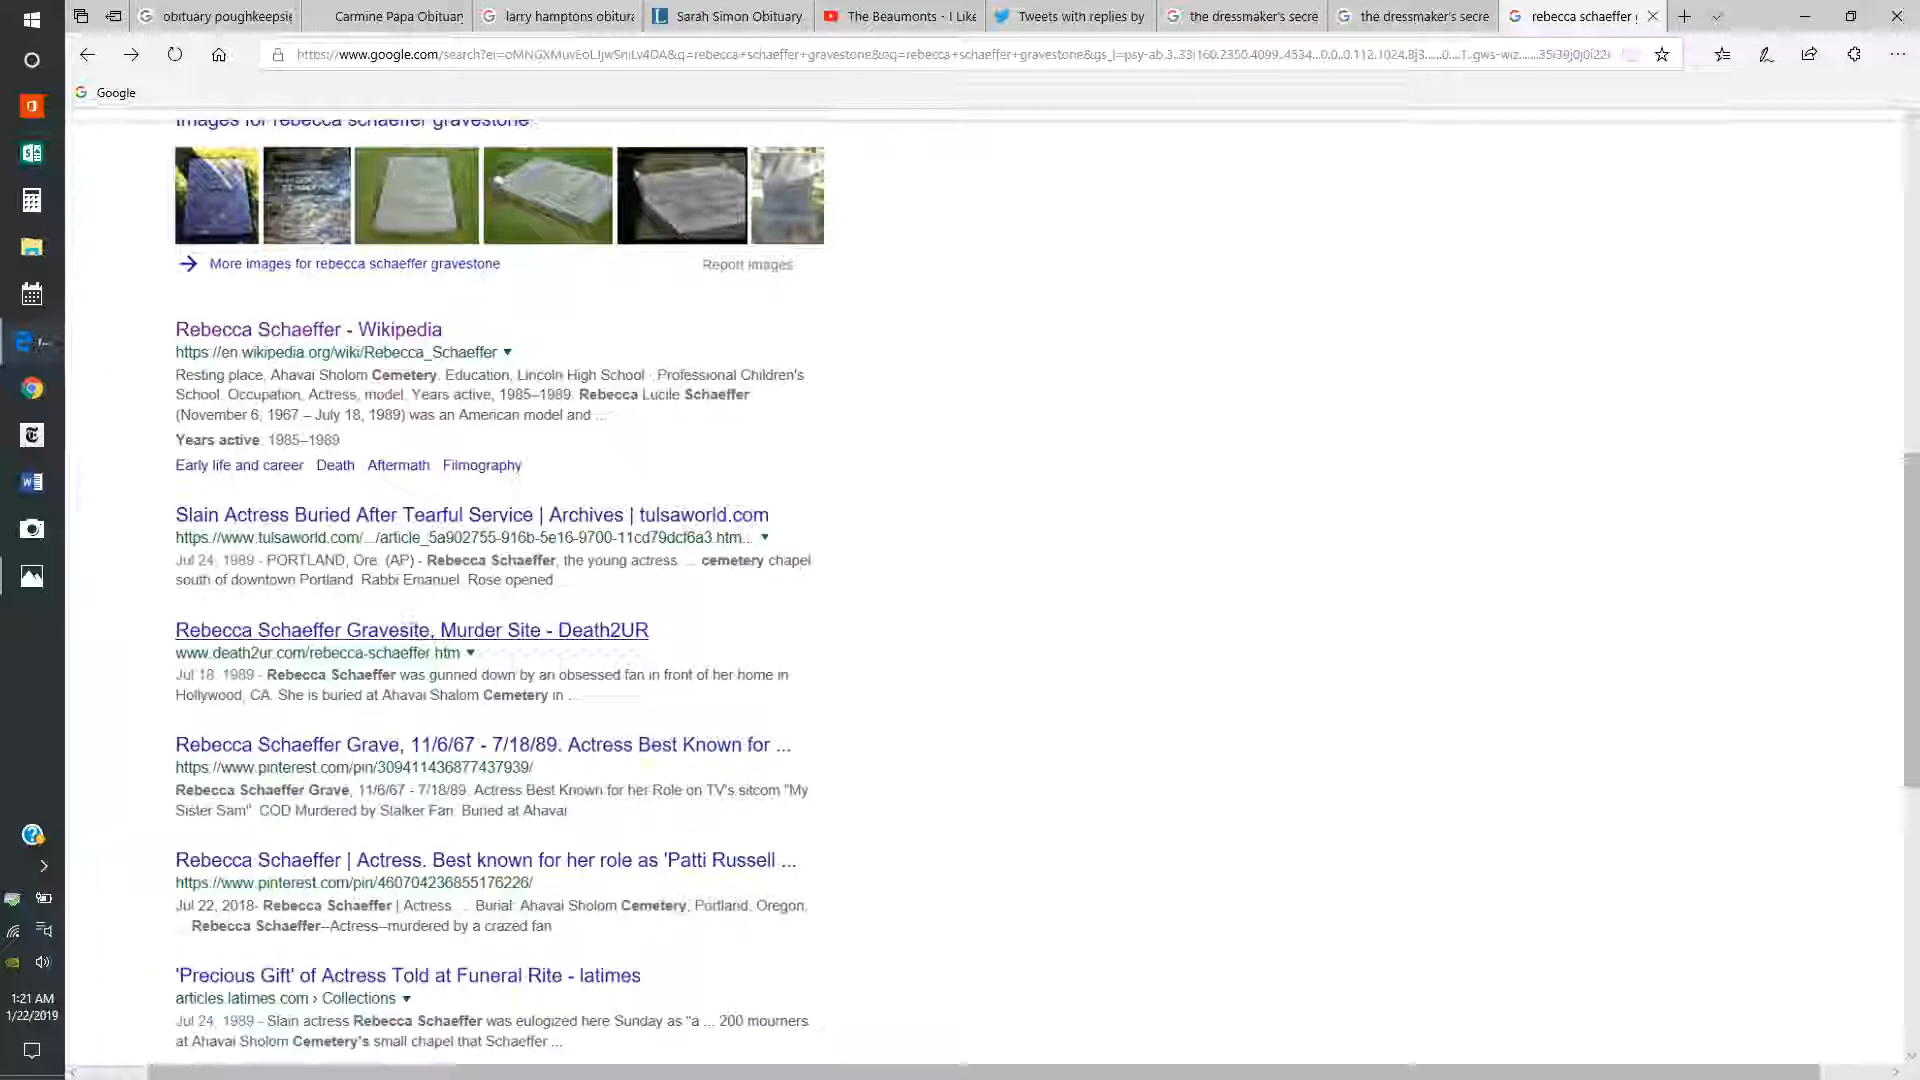 obituary poughkeepsie
Carmine Papa Obituar
larry hamptons obitura
Sarah Simon Obituary,
The Beaumonts - I Like
Tweets with replies by
the dressmaker's secre
the dressmaker's secre
rebecca schaeffer g
Google
Images for rebecca schaeffer gravestone
More images for rebecca schaeffer gravestone
Report images
Rebecca Schaeffer - Wikipedia
https://en.wikipedia.org/wiki/Rebecca_Schaeffer
Resting place, Ahavai Sholom Cemetery. Education, Lincoln High School · Professional Children's
School. Occupation, Actress, model. Years active, 1985–1989. Rebecca Lucile Schaeffer
(November 6, 1967 – July 18, 1989) was an American model and ...
Years active: 1985–1989
Early life and career Death Aftermath Filmography
Slain Actress Buried After Tearful Service | Archives | tulsaworld.com
https://www.tulsaworld.com/.../article_5a902755-916b-5e16-9700-11cd79dcf6a3.htm...
Jul 24, 1989 - PORTLAND, Ore. (AP) - Rebecca Schaeffer, the young actress ... cemetery chapel
south of downtown Portland. Rabbi Emanuel Rose opened
Rebecca Schaeffer Gravesite, Murder Site - Death2UR
www.death2ur.com/rebecca-schaeffer.htm
Jul 18, 1989 - Rebecca Schaeffer was gunned down by an obsessed fan in front of her home in
Hollywood, CA. She is buried at Ahavai Shalom Cemetery in ...
Rebecca Schaeffer Grave, 11/6/67 - 7/18/89. Actress Best Known for ...
https://www.pinterest.com/pin/309411436877437939/
Rebecca Schaeffer Grave, 11/6/67 - 7/18/89. Actress Best Known for her Role on TV's sitcom "My
Sister Sam" COD Murdered by Stalker Fan. Buried at Ahavai
Rebecca Schaeffer | Actress. Best known for her role as 'Patti Russell ...
https://www.pinterest.com/pin/460704236855176226/
Jul 22, 2018- Rebecca Schaeffer | Actress. ... Burial: Ahavai Sholom Cemetery, Portland, Oregon.
Rebecca Schaeffer--Actress--murdered by a crazed fan
'Precious Gift' of Actress Told at Funeral Rite - latimes
articles.latimes.com › Collections
Jul 24, 1989 - Slain actress Rebecca Schaeffer was eulogized here Sunday as "a ... 200 mourners
at Ahavai Sholom Cemetery's small chapel that Schaeffer ...
1:21 AM
1/22/2019